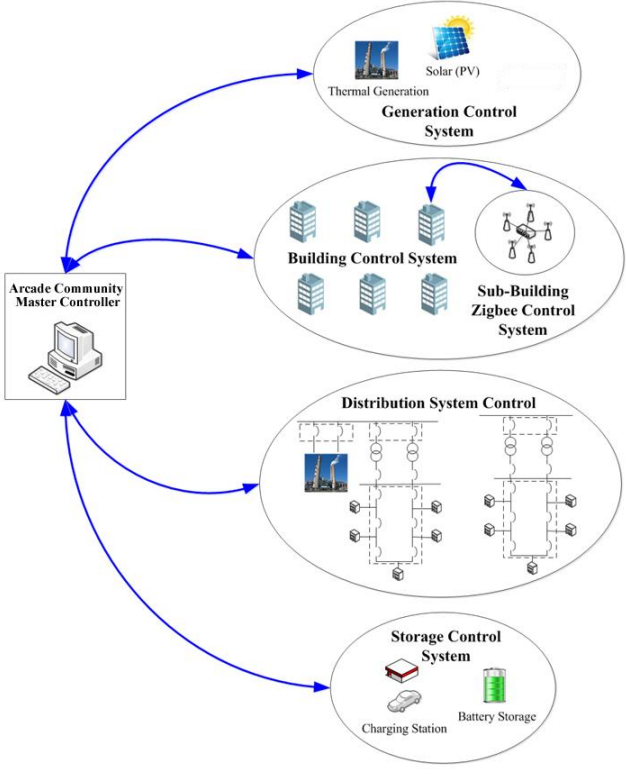 Solar (PV)
Thermal Generation
Generation Control
System
Building Control System
Sub-Building
Zigbee Control
System
Arcade Community
Master Controller
Distribution System Control
Storage Control
System
Charging Station
Battery Storage